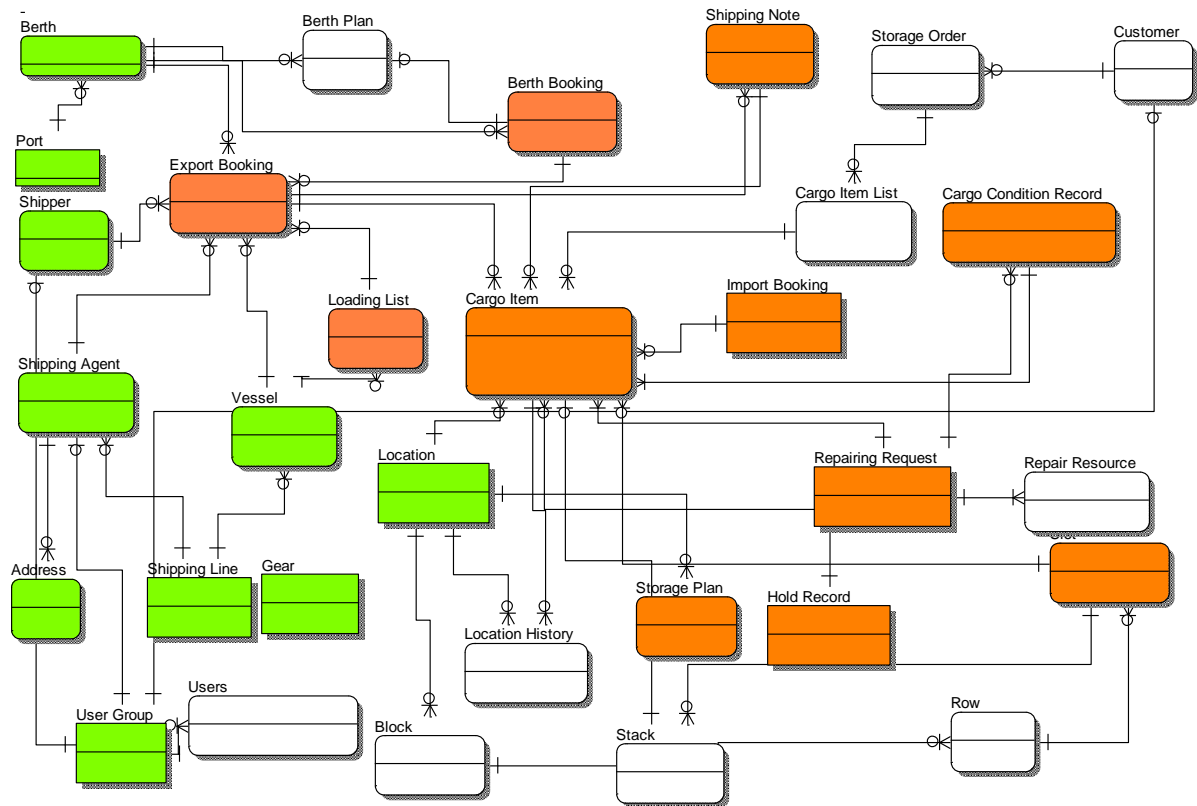 -
Berth
Berth Plan
Shipping Note
Storage Order
Customer
Berth Booking
Port
Export Booking
Shipper
Cargo Item List
Cargo Condition Record
Import Booking
Loading List
Cargo Item
Shipping Agent
Vessel
Location
Repairing Request
Repair Resource
Address
Shipping Line
Gear
Storage Plan
Hold Record
Location History
Users
User Group
Block
Stack
Row